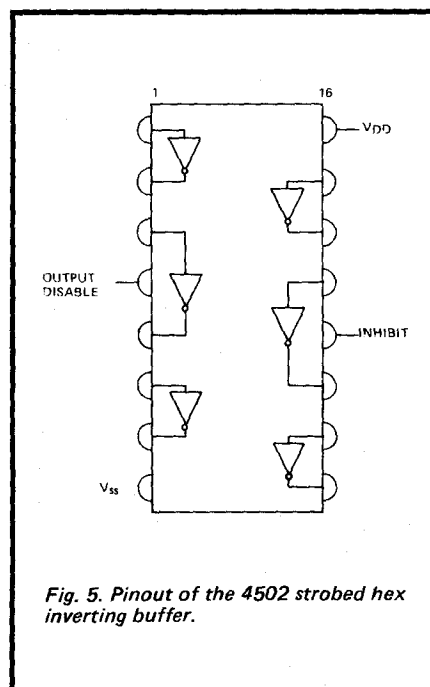 1 16
VDD
OUTPUT
DISABLE
INHIBIT
Vss
Fig. 5. Pinout of the 4502 strobed hex
inverting buffer.